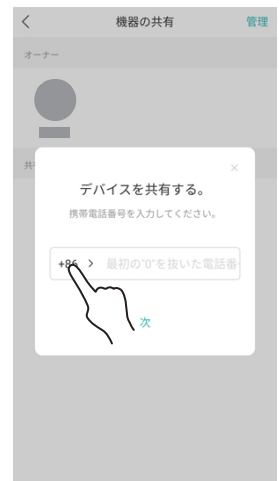 機器の共有
管理
オーナー
共
デバイスを共有する。
携帯電話番号を入力してください。
+86 > 最初の"0"を抜いた電話番
次